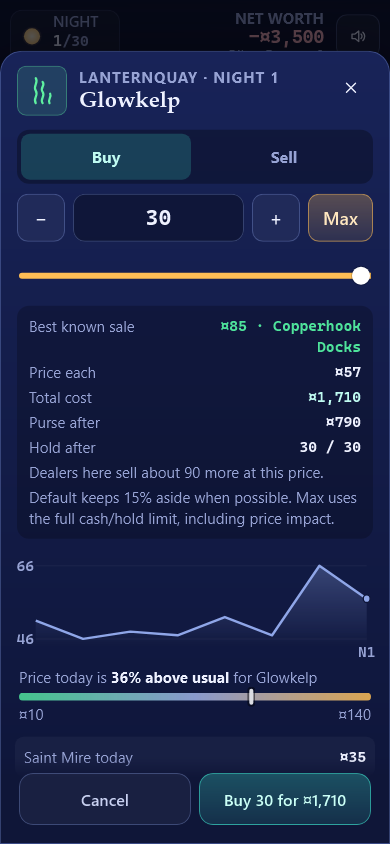 NIGHT
1/30
NET WORTH
−¤3,500
LANTERNQUAY · NIGHT 1
Glowkelp
×
Buy
Sell
−
30
+
Max
Best known sale
¤85 · Copperhook
Docks
Price each
¤57
Total cost
¤1,710
Purse after
¤790
Hold after
30 / 30
Dealers here sell about 90 more at this price.
Default keeps 15% aside when possible. Max uses
the full cash/hold limit, including price impact.
66
46
N1
Price today is 36% above usual for Glowkelp
¤10
¤140
Saint Mire today
¤35
Cancel
Buy 30 for ¤1,710